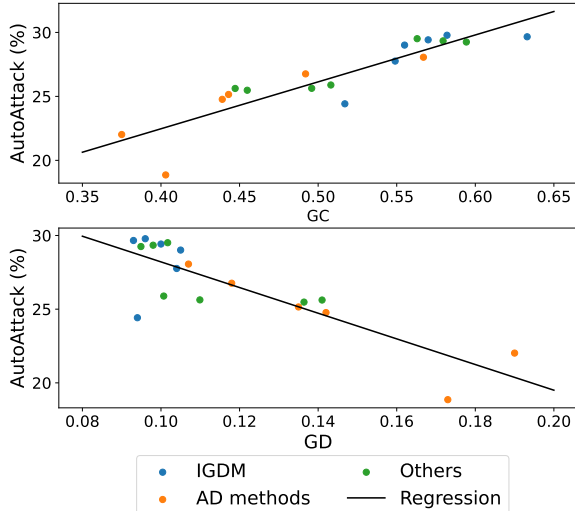 AutoAttack (%)
30
25
20
0.35 0.40 0.45 0.50 0.55 0.60 0.65
GC
AutoAttack (%)
30
25
20
0.08 0.10 0.12 0.14 0.16 0.18 0.20
GD
IGDM Others
AD methods Regression